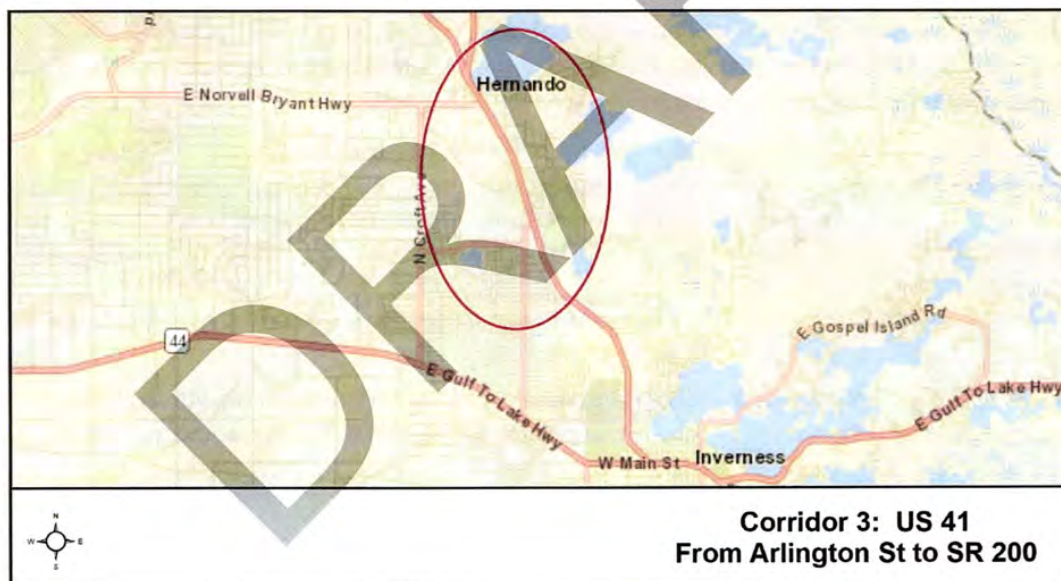 Hernando
E Norvell Bryant Hwy
N Croft Ave
E Gospel Island Rd
44
E Gulf To Lake Hwy
E Gulf To Lake Hwy
W Main St
Inverness
DRA
N
W E
S
Corridor 3: US 41
From Arlington St to SR 200